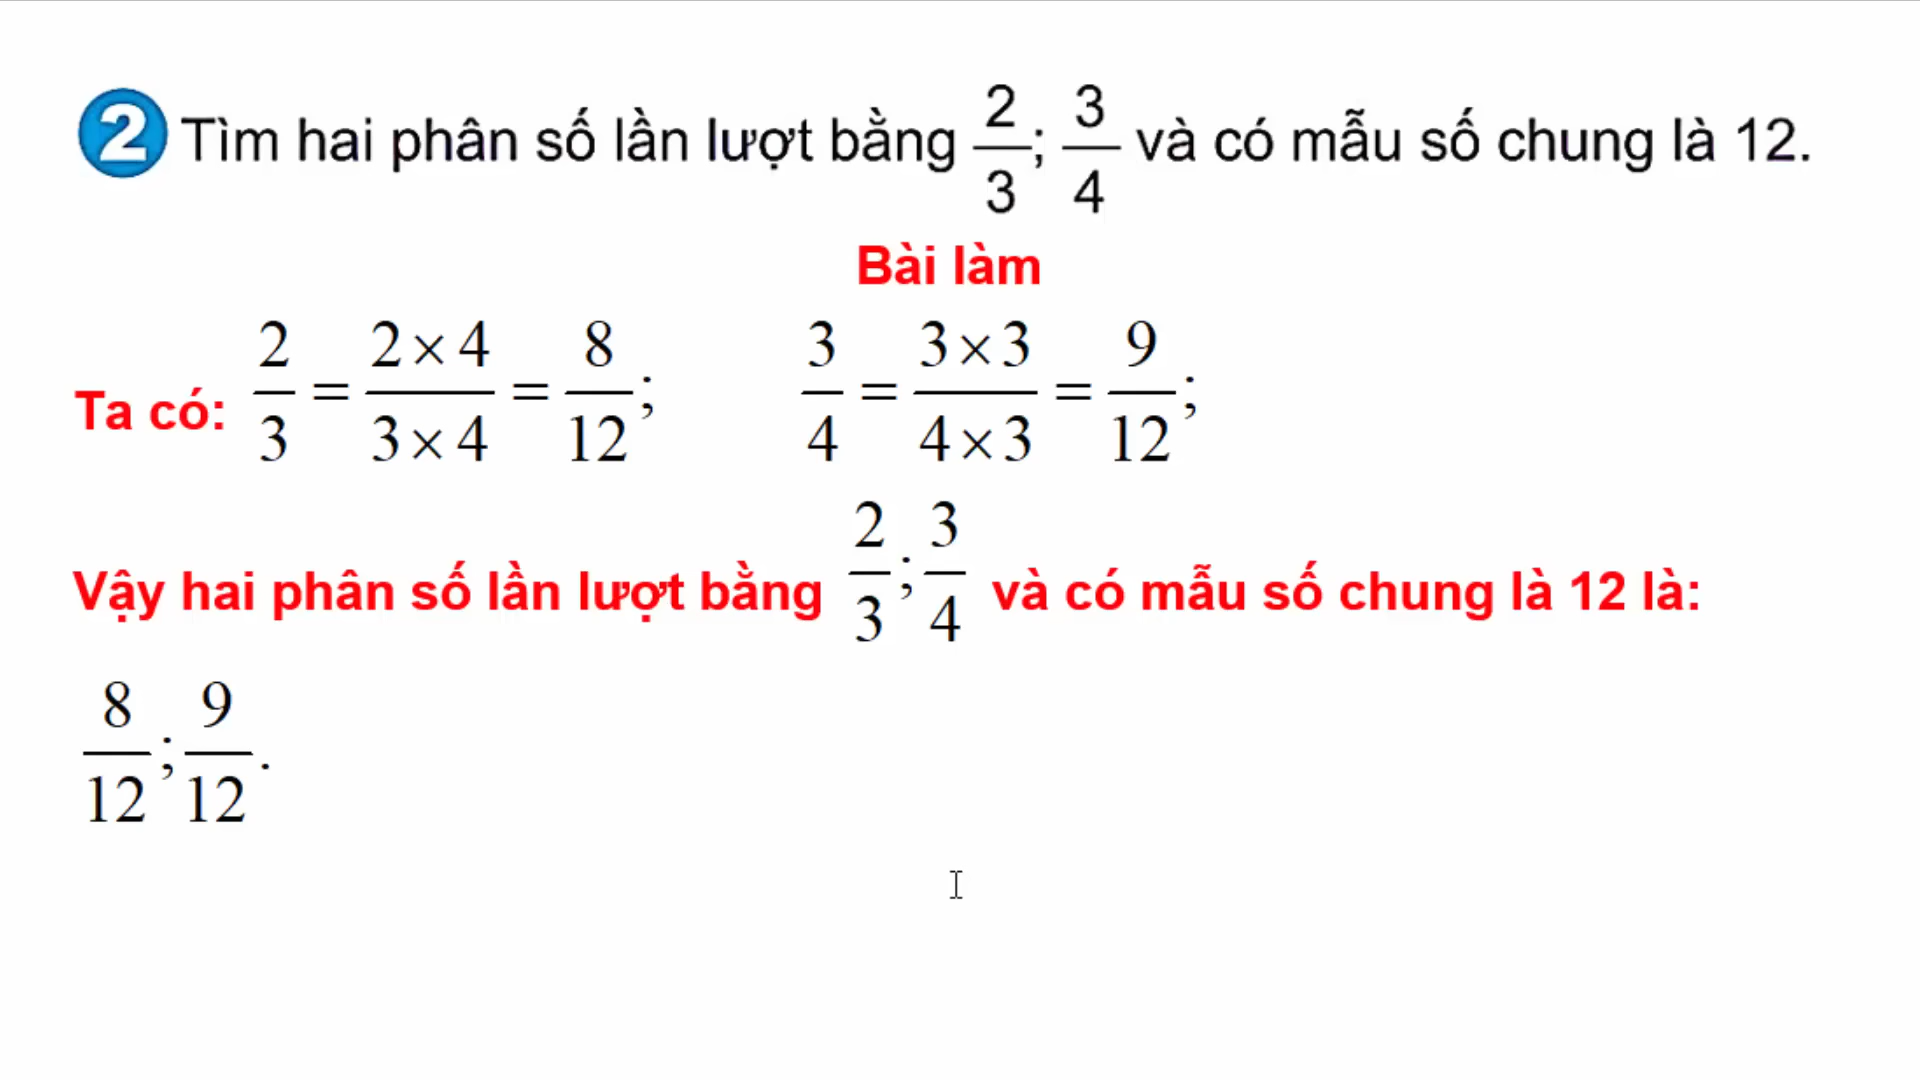 2 Tìm hai phân số lần lượt bằng 2/3; 3/4 và có mẫu số chung là 12.
Bài làm
Ta có: 2/3 = (2 × 4)/(3 × 4) = 8/12; 3/4 = (3 × 3)/(4 × 3) = 9/12;
Vậy hai phân số lần lượt bằng 2/3; 3/4 và có mẫu số chung là 12 là:
8/12; 9/12.